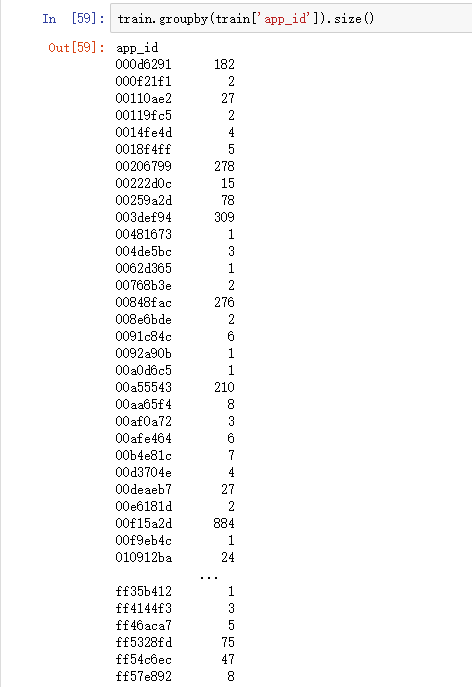 In [59]: train.groupby(train['app_id']).size()
Out[59]: app_id
000d6291 182
000f21f1 2
00110ae2 27
00119fc5 2
0014fe4d 4
0018f4ff 5
00206799 278
00222d0c 15
00259a2d 78
003def94 309
00481673 1
004de5bc 3
0062d365 1
00768b3e 2
00848fac 276
008e6bde 2
0091c84c 6
0092a90b 1
00a0d6c5 1
00a55543 210
00aa65f4 8
00af0a72 3
00afe464 6
00b4e81c 7
00d3704e 4
00deaeb7 27
00e6181d 2
00f15a2d 884
00f9eb4c 1
010912ba 24
...
ff35b412 1
ff4144f3 3
ff46aca7 5
ff5328fd 75
ff54c6ec 47
ff57e892 8